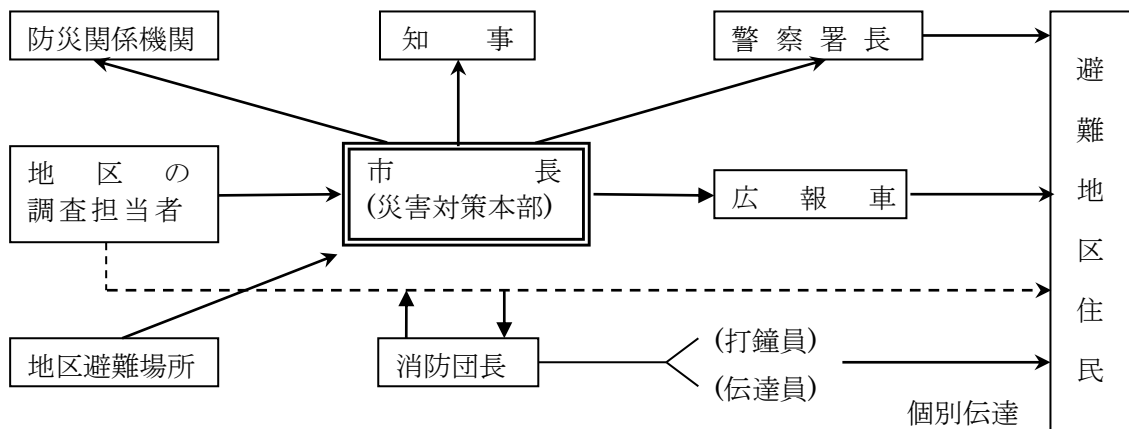 防災関係機関
知事
警察署長
地区の
調査担当者
市長
(災害対策本部)
広報車
避難地区住民
地区避難場所
消防団長
(打鐘員)
(伝達員)
個別伝達